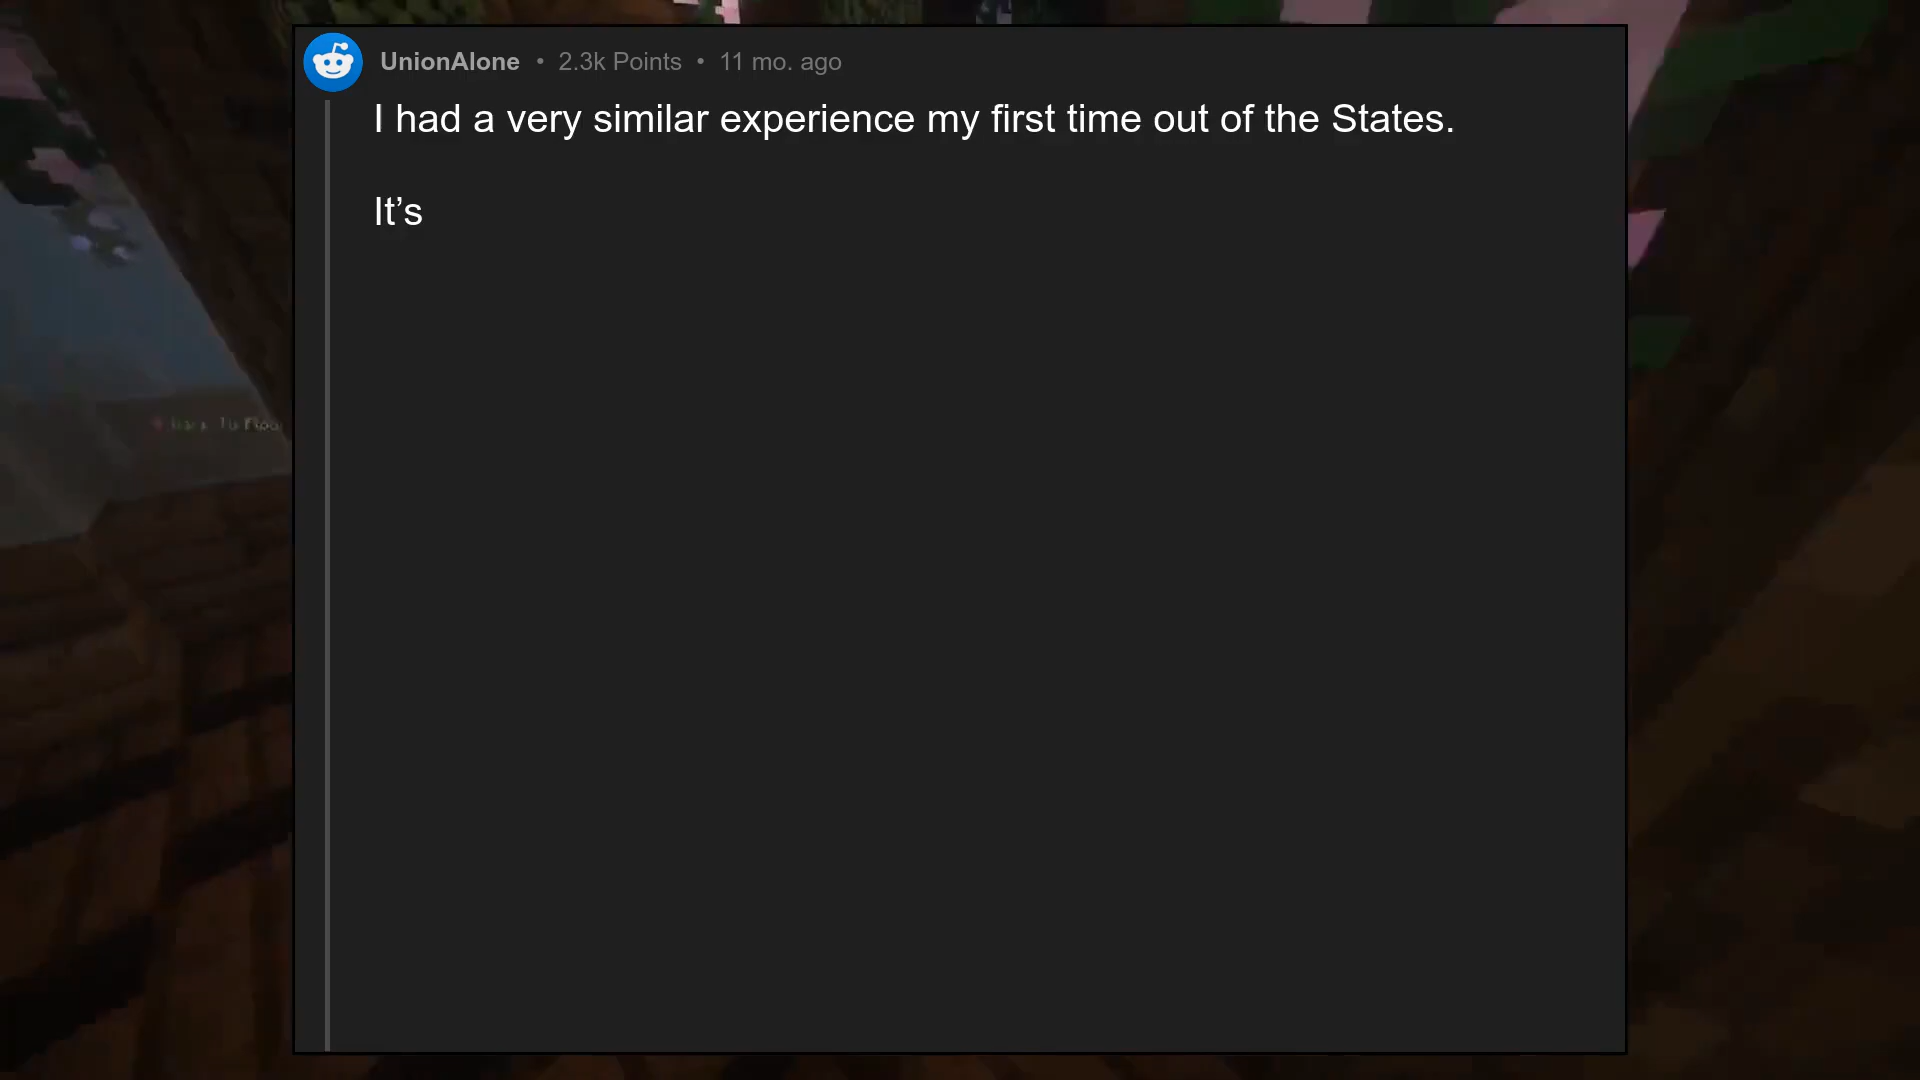 UnionAlone • 2.3k Points • 11 mo. ago
I had a very similar experience my first time out of the States.
It’s